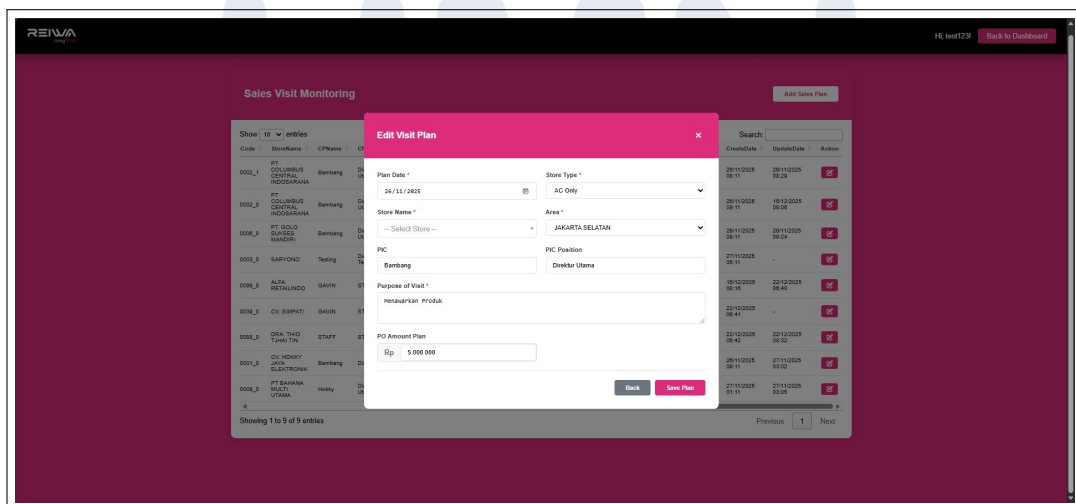 REIWA
Hi, test123!
Back to Dashboard
Sales Visit Monitoring
Add Sales Plan
Show 10 entries
Search:
Code StoreName CPName CreateDate UpdateDate Action
0002_1 PT COLUMBUS CENTRAL INDOSARANA Bambang 26/11/2025 08:11 26/11/2025 08:29
0002_0 PT COLUMBUS CENTRAL INDOSARANA Bambang 26/11/2025 09:11 15/12/2025 08:06
0006_0 PT. GOLD SUKSES MANDIRI Bambang 26/11/2025 09:11 26/11/2025 09:24
0003_0 SARYONO Testing 27/11/2025 08:11 -
0086_0 ALFA RETAILINDO GAVIN 15/12/2025 08:16 22/12/2025 06:40
0039_0 CV. SIMPATI GAVIN 22/12/2025 06:41 -
0088_0 DRA. THIO TJHAI TIN STAFF 22/12/2025 06:42 22/12/2025 08:32
0001_0 CV. HOKKY JAYA ELEKTRONIK Bambang 26/11/2025 09:11 27/11/2025 03:02
0008_0 PT BAHANA MULTI UTAMA Hokky 27/11/2025 01:11 27/11/2025 03:05
Showing 1 to 9 of 9 entries
Previous 1 Next
Edit Visit Plan ×
Plan Date * Store Type *
26/11/2025 AC Only
Store Name * Area *
-- Select Store -- JAKARTA SELATAN
PIC PIC Position
Bambang Direktur Utama
Purpose of Visit *
Menawarkan Produk
PO Amount Plan
Rp 5.000.000
Back Save Plan